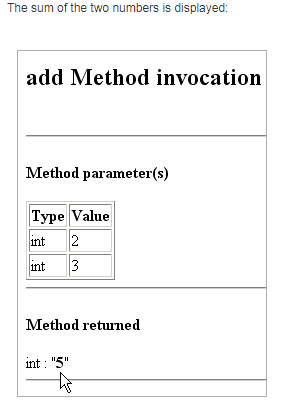 The sum of the two numbers is displayed:
add Method invocation
Method parameter(s)
Type Value
int 2
int 3
Method returned
int : "5"